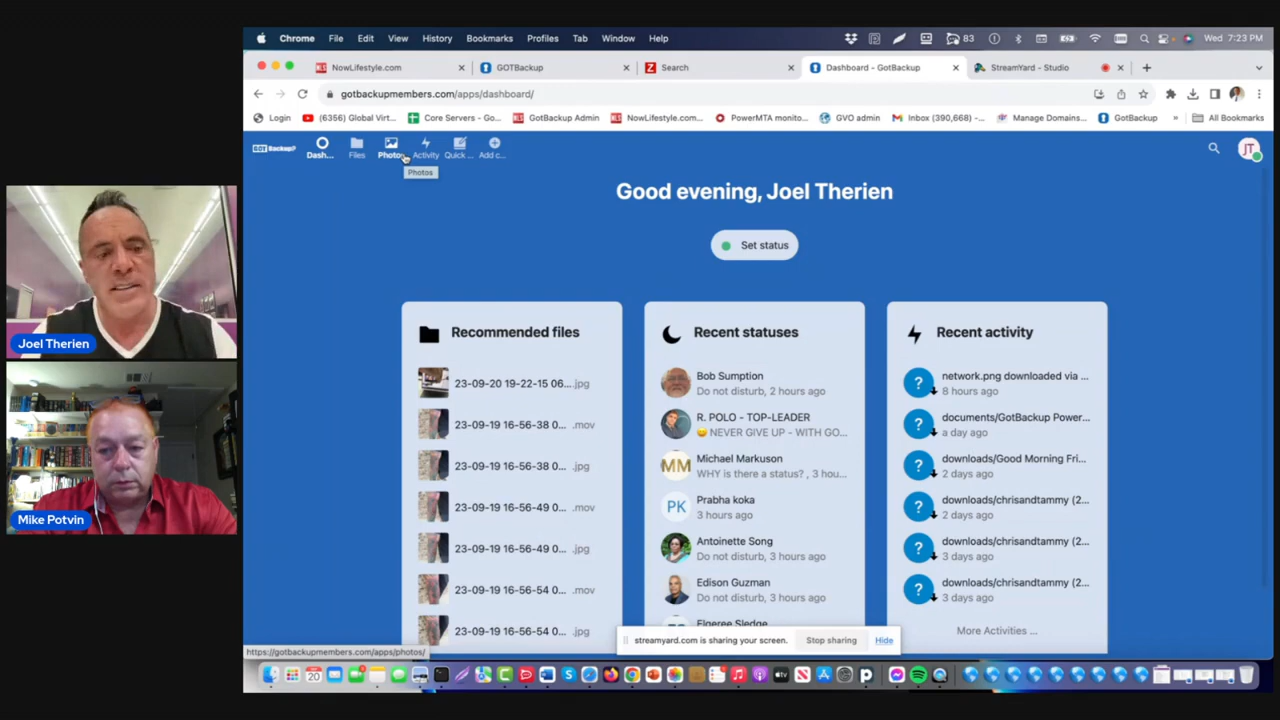 Chrome File Edit View History Bookmarks Profiles Tab Window Help 83 Wed 7:23 PM
NowLifestyle.com GOTBackup Search Dashboard - GotBackup StreamYard - Studio
gotbackupmembers.com/apps/dashboard/
Login (6356) Global Virt... Core Servers - Go... GotBackup Admin NowLifestyle.com... PowerMTA monito... GVO admin Inbox (390,668) -... Manage Domains... GotBackup » All Bookmarks
GOT Backup? Dash... Files Photos Activity Quick ... Add c... JT
Photos
Good evening, Joel Therien
Set status
Recommended files
23-09-20 19-22-15 06... .jpg
23-09-19 16-56-38 0... .mov
23-09-19 16-56-38 0... .jpg
23-09-19 16-56-49 0... .mov
23-09-19 16-56-49 0... .jpg
23-09-19 16-56-54 0... .mov
23-09-19 16-56-54 0... .jpg
Recent statuses
Bob Sumption
Do not disturb, 2 hours ago
R. POLO - TOP-LEADER
NEVER GIVE UP - WITH GO...
MM
Michael Markuson
WHY is there a status? , 3 hou...
PK
Prabha koka
3 hours ago
Antoinette Song
Do not disturb, 3 hours ago
Edison Guzman
Do not disturb, 3 hours ago
Elgeree Sledge
Recent activity
network.png downloaded via ...
8 hours ago
documents/GotBackup Power...
a day ago
downloads/Good Morning Fri...
2 days ago
downloads/chrisandtammy (2...
2 days ago
downloads/chrisandtammy (2...
3 days ago
downloads/chrisandtammy (2...
3 days ago
More Activities ...
streamyard.com is sharing your screen. Stop sharing Hide
https://gotbackupmembers.com/apps/photos/
Joel Therien
Mike Potvin
SEP
20